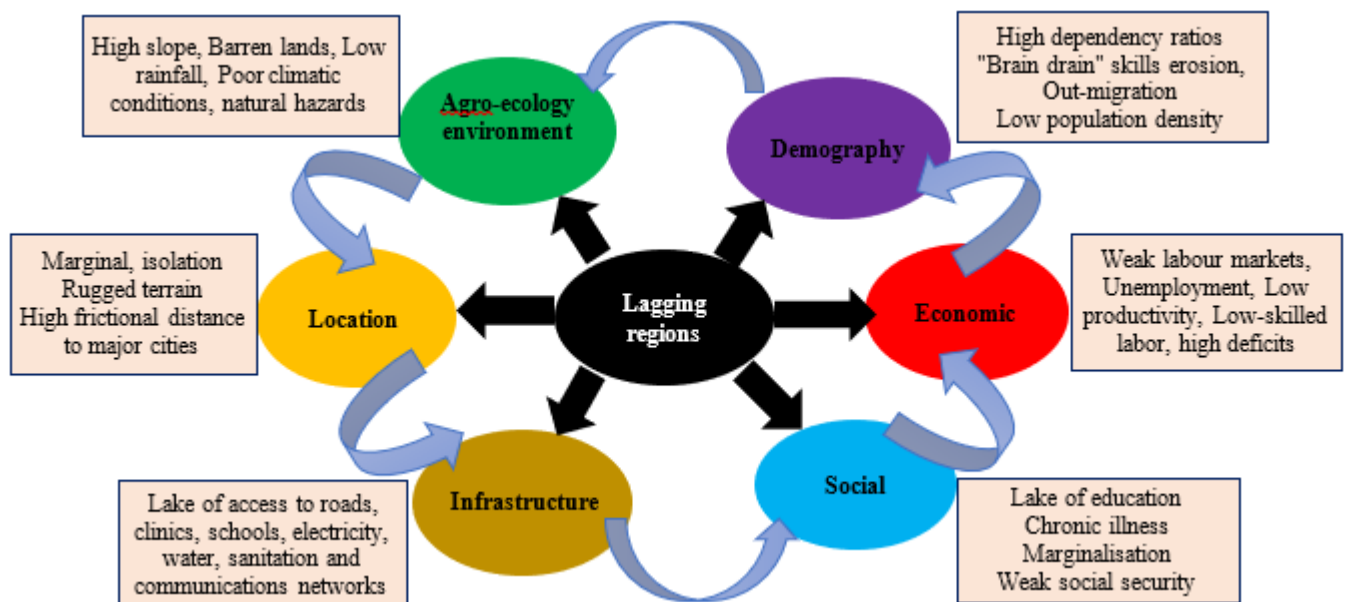 High slope, Barren lands, Low
rainfall, Poor climatic
conditions, natural hazards
Agro-ecology
environment
Demography
High dependency ratios
"Brain drain" skills erosion,
Out-migration
Low population density
Marginal, isolation
Rugged terrain
High frictional distance
to major cities
Location
Lagging
regions
Economic
Weak labour markets,
Unemployment, Low
productivity, Low-skilled
labor, high deficits
Lake of access to roads,
clinics, schools, electricity,
water, sanitation and
communications networks
Infrastructure
Social
Lake of education
Chronic illness
Marginalisation
Weak social security